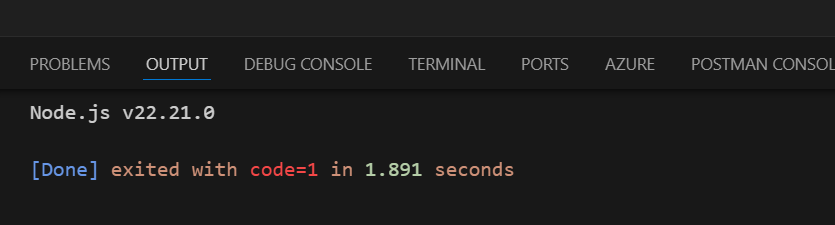 PROBLEMS OUTPUT DEBUG CONSOLE TERMINAL PORTS AZURE POSTMAN CONSOL
Node.js v22.21.0
[Done] exited with code=1 in 1.891 seconds